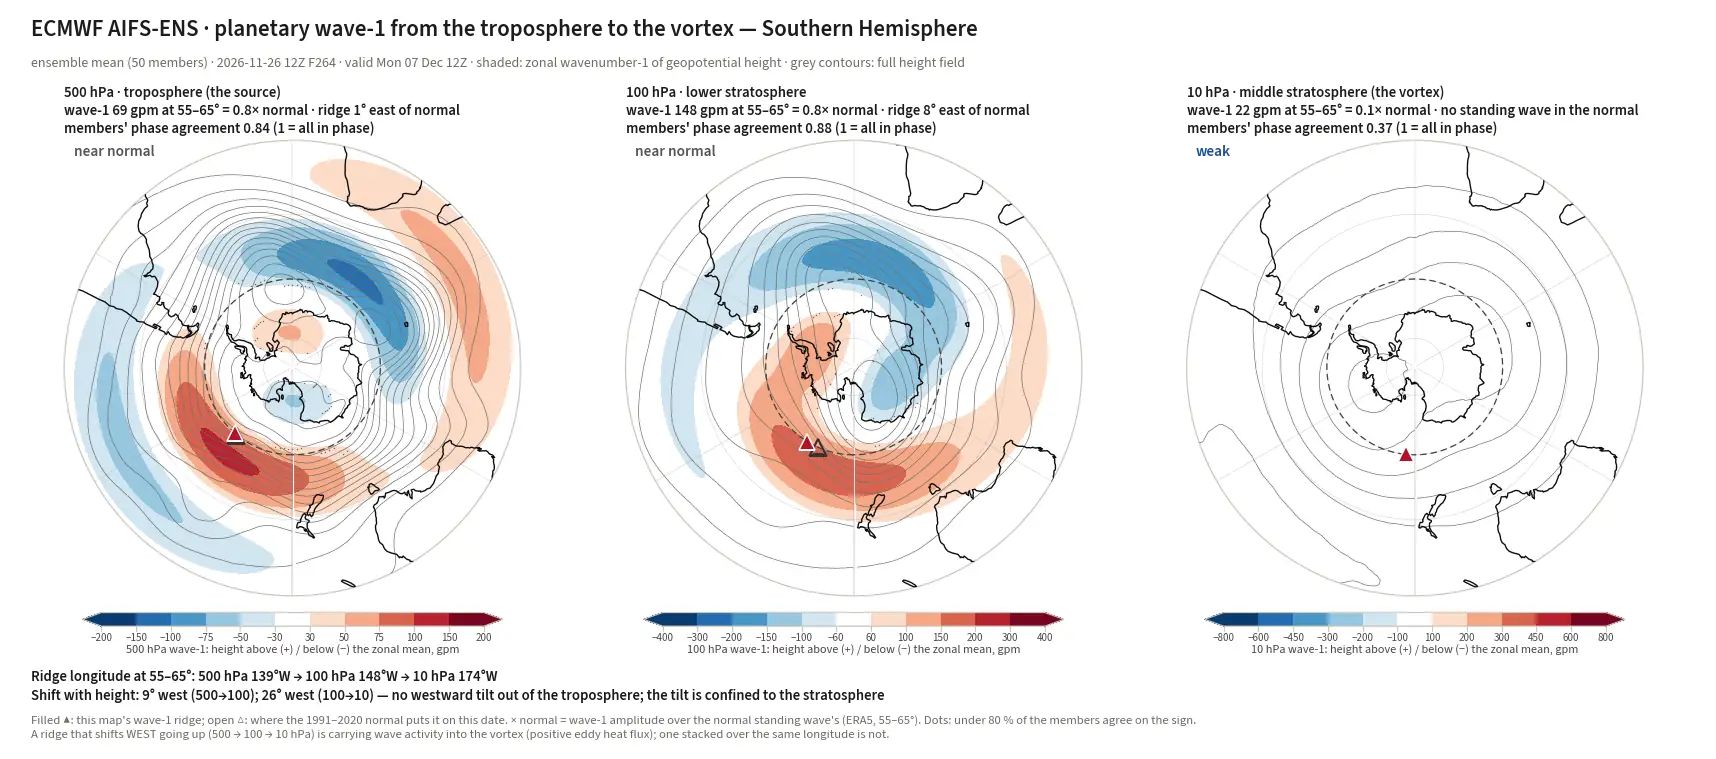 ECMWF AIFS-ENS · planetary wave-1 from the troposphere to the vortex — Southern Hemisphere
ensemble mean (50 members) · 2026-11-26 12Z F264 · valid Mon 07 Dec 12Z · shaded: zonal wavenumber-1 of geopotential height · grey contours: full height field
500 hPa · troposphere (the source)
wave-1 69 gpm at 55–65° = 0.8× normal · ridge 1° east of normal
members' phase agreement 0.84 (1 = all in phase)
near normal
100 hPa · lower stratosphere
wave-1 148 gpm at 55–65° = 0.8× normal · ridge 8° east of normal
members' phase agreement 0.88 (1 = all in phase)
near normal
10 hPa · middle stratosphere (the vortex)
wave-1 22 gpm at 55–65° = 0.1× normal · no standing wave in the normal
members' phase agreement 0.37 (1 = all in phase)
weak
−200 −150 −100 −75 −50 −30 30 50 75 100 150 200
500 hPa wave-1: height above (+) / below (−) the zonal mean, gpm
−400 −300 −200 −150 −100 −60 60 100 150 200 300 400
100 hPa wave-1: height above (+) / below (−) the zonal mean, gpm
−800 −600 −450 −300 −200 −100 100 200 300 450 600 800
10 hPa wave-1: height above (+) / below (−) the zonal mean, gpm
Ridge longitude at 55–65°: 500 hPa 139°W → 100 hPa 148°W → 10 hPa 174°W
Shift with height: 9° west (500→100); 26° west (100→10) — no westward tilt out of the troposphere; the tilt is confined to the stratosphere
Filled ▲: this map's wave-1 ridge; open △: where the 1991–2020 normal puts it on this date. × normal = wave-1 amplitude over the normal standing wave's (ERA5, 55–65°). Dots: under 80 % of the members agree on the sign.
A ridge that shifts WEST going up (500 → 100 → 10 hPa) is carrying wave activity into the vortex (positive eddy heat flux); one stacked over the same longitude is not.